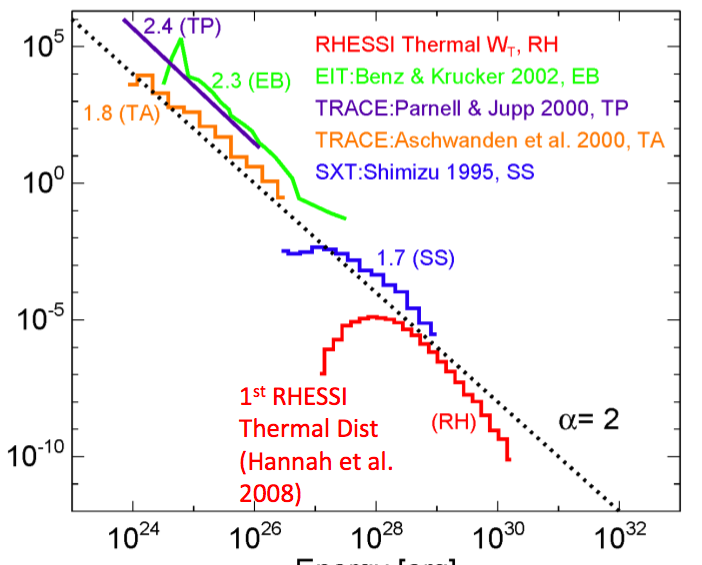 10^5
10^0
10^-5
10^-10
2.4 (TP)
2.3 (EB)
1.8 (TA)
RHESSI Thermal W_T, RH
EIT:Benz & Krucker 2002, EB
TRACE:Parnell & Jupp 2000, TP
TRACE:Aschwanden et al. 2000, TA
SXT:Shimizu 1995, SS
1.7 (SS)
1st RHESSI
Thermal Dist
(Hannah et al.
2008)
(RH)
α= 2
10^24 10^26 10^28 10^30 10^32
Energy [erg]